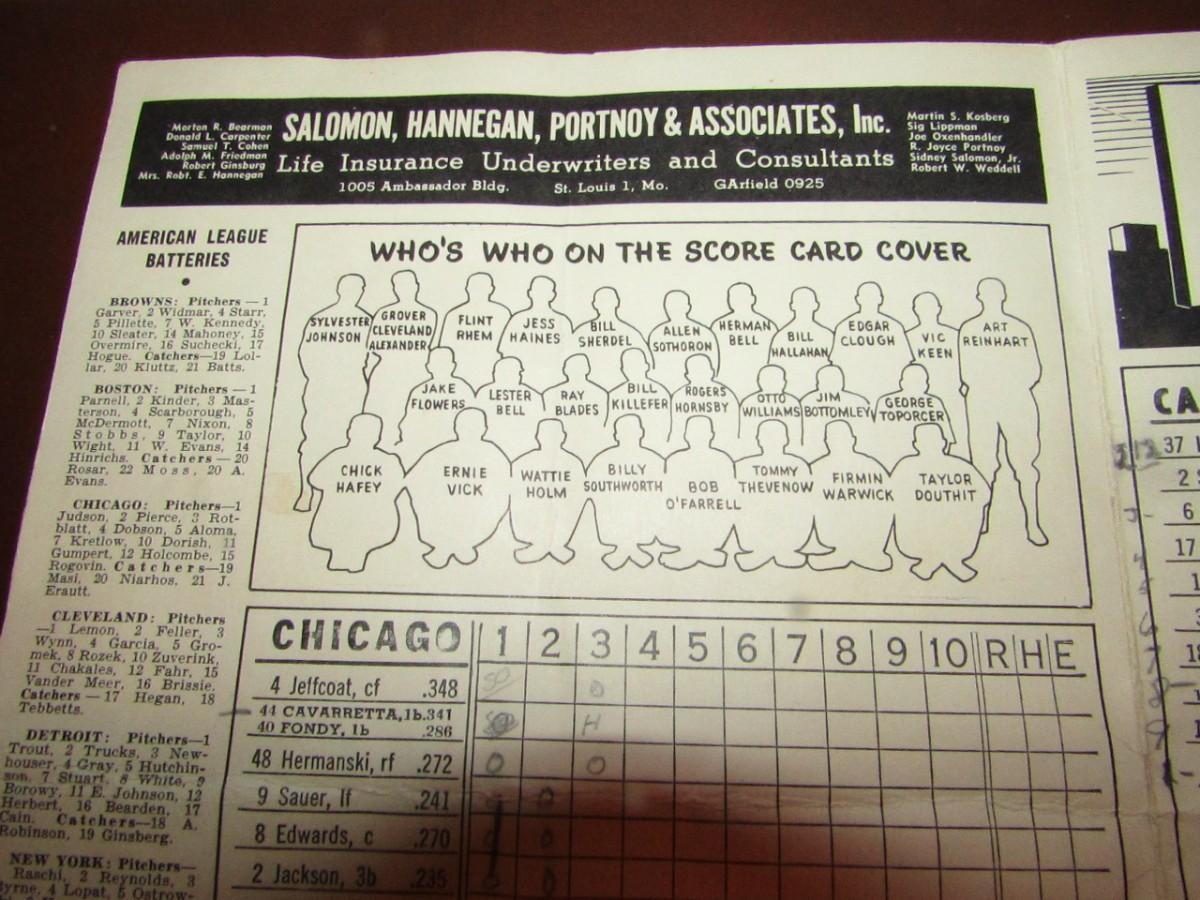 Morton R. Bearman
Donald L. Carpenter
Samuel T. Cohen
Adolph M. Friedman
Robert Ginsburg
Mrs. Robt. E. Hannegan
SALOMON, HANNEGAN, PORTNOY & ASSOCIATES, Inc.
Life Insurance Underwriters and Consultants
1005 Ambassador Bldg. St. Louis 1, Mo. GArfield 0925
Martin S. Kosberg
Sig Lippman
Joe Oxenhandler
R. Joyce Portnoy
Sidney Salomon, Jr.
Robert W. Weddell
AMERICAN LEAGUE
BATTERIES
BROWNS: Pitchers — 1
Garver, 2 Widmar, 4 Starr,
5 Pillette, 7 W. Kennedy,
10 Sleater, 14 Mahoney, 15
Overmire, 16 Suchecki, 17
Hogue. Catchers—19 Lol-
lar, 20 Kluttz, 21 Batts.
BOSTON: Pitchers — 1
Parnell, 2 Kinder, 3 Mas-
terson, 4 Scarborough, 5
McDermott, 7 Nixon, 8
Stobbs, 9 Taylor, 10
Wight, 11 W. Evans, 14
Hinrichs. Catchers — 20
Rosar, 22 Moss, 20 A.
Evans.
CHICAGO: Pitchers—1
Judson, 2 Pierce, 3 Rot-
blatt, 4 Dobson, 5 Aloma,
7 Kretlow, 10 Dorish, 11
Gumpert, 12 Holcombe, 15
Rogovin. Catchers—19
Masi, 20 Niarhos, 21 J.
Erautt.
CLEVELAND: Pitchers
—1 Lemon, 2 Feller, 3
Wynn, 4 Garcia, 5 Gro-
mek, 8 Rozek, 10 Zuverink,
11 Chakales, 12 Fahr, 15
Vander Meer, 16 Brissie.
Catchers — 17 Hegan, 18
Tebbetts.
DETROIT: Pitchers—1
Trout, 2 Trucks, 3 New-
houser, 4 Gray, 5 Hutchin-
son, 7 Stuart, 8 White, 9
Borowy, 11 E. Johnson, 12
Herbert, 16 Bearden, 17
Cain. Catchers—18 A.
Robinson, 19 Ginsberg.
NEW YORK: Pitchers—
Raschi, 2 Reynolds, 3
Byrne, 4 Lopat, 5 Ostrow-
WHO'S WHO ON THE SCORE CARD COVER
SYLVESTER JOHNSON
GROVER CLEVELAND ALEXANDER
FLINT RHEM
JESS HAINES
BILL SHERDEL
ALLEN SOTHORON
HERMAN BELL
BILL HALLAHAN
EDGAR CLOUGH
VIC KEEN
ART REINHART
JAKE FLOWERS
LESTER BELL
RAY BLADES
BILL KILLEFER
ROGERS HORNSBY
OTTO WILLIAMS
JIM BOTTOMLEY
GEORGE TOPORCER
CHICK HAFEY
ERNIE VICK
WATTIE HOLM
BILLY SOUTHWORTH
BOB O'FARRELL
TOMMY THEVENOW
FIRMIN WARWICK
TAYLOR DOUTHIT
CHICAGO 1 2 3 4 5 6 7 8 9 10 R H E
4 Jeffcoat, cf .348
44 CAVARRETTA, 1b .341
40 FONDY, 1b .286
48 Hermanski, rf .272
9 Sauer, lf .241
8 Edwards, c .270
2 Jackson, 3b .235
CA
37
2
6
17
1
18